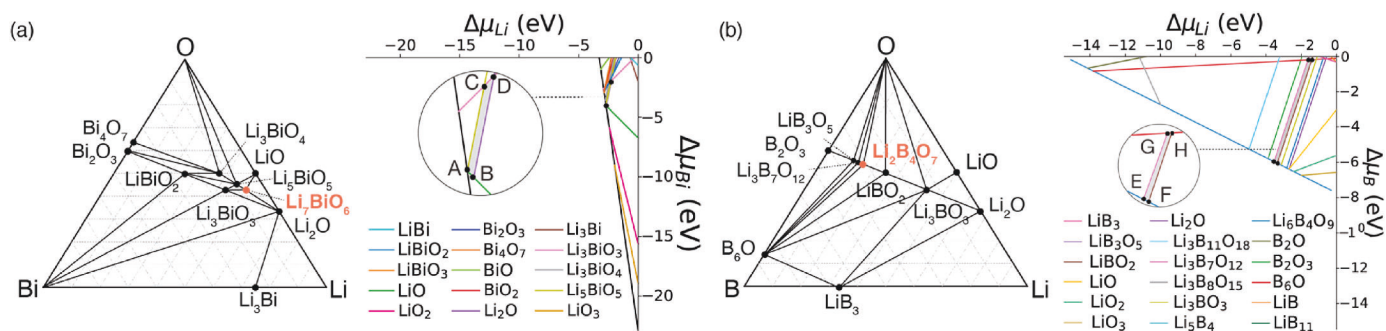 (a)
O
Bi₄O₇
Bi₂O₃
Li₃BiO₄
LiO
LiBiO₂
Li₅BiO₅
Li₇BiO₆
Li₃BiO₃
Li₂O
Bi
Li₃Bi
Li
Δμ_Li (eV)
−20 −15 −10 −5 0
0
−5
−10
−15
−20
Δμ_Bi (eV)
C D
A B
LiBi Bi₂O₃ Li₃Bi
LiBiO₂ Bi₄O₇ Li₃BiO₃
LiBiO₃ BiO Li₃BiO₄
LiO BiO₂ Li₅BiO₅
LiO₂ Li₂O LiO₃
(b)
O
LiB₃O₅
B₂O₃
Li₂B₄O₇
Li₃B₇O₁₂
LiO
LiBO₂
Li₃BO₃
Li₂O
B₆O
B
LiB₃
Li
Δμ_Li (eV)
−14 −12 −10 −8 −6 −4 −2 0
0
−2
−4
−6
−8
−10
−12
−14
Δμ_B (eV)
G H
E F
LiB₃ Li₂O Li₆B₄O₉
LiB₃O₅ Li₃B₁₁O₁₈ B₂O
LiBO₂ Li₃B₇O₁₂ B₂O₃
LiO Li₃B₈O₁₅ B₆O
LiO₂ Li₃BO₃ LiB
LiO₃ Li₅B₄ LiB₁₁